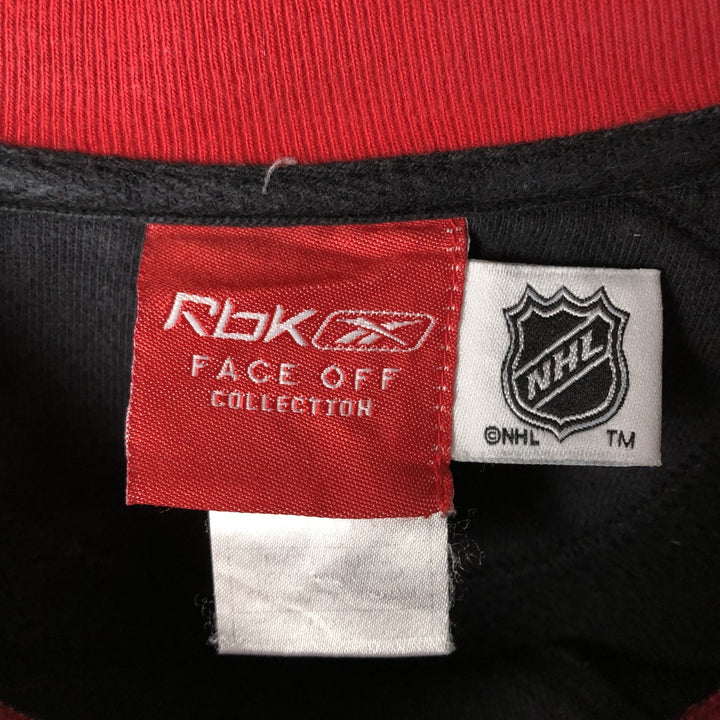 RbK
FACE OFF
COLLECTION
NHL
©NHL TM